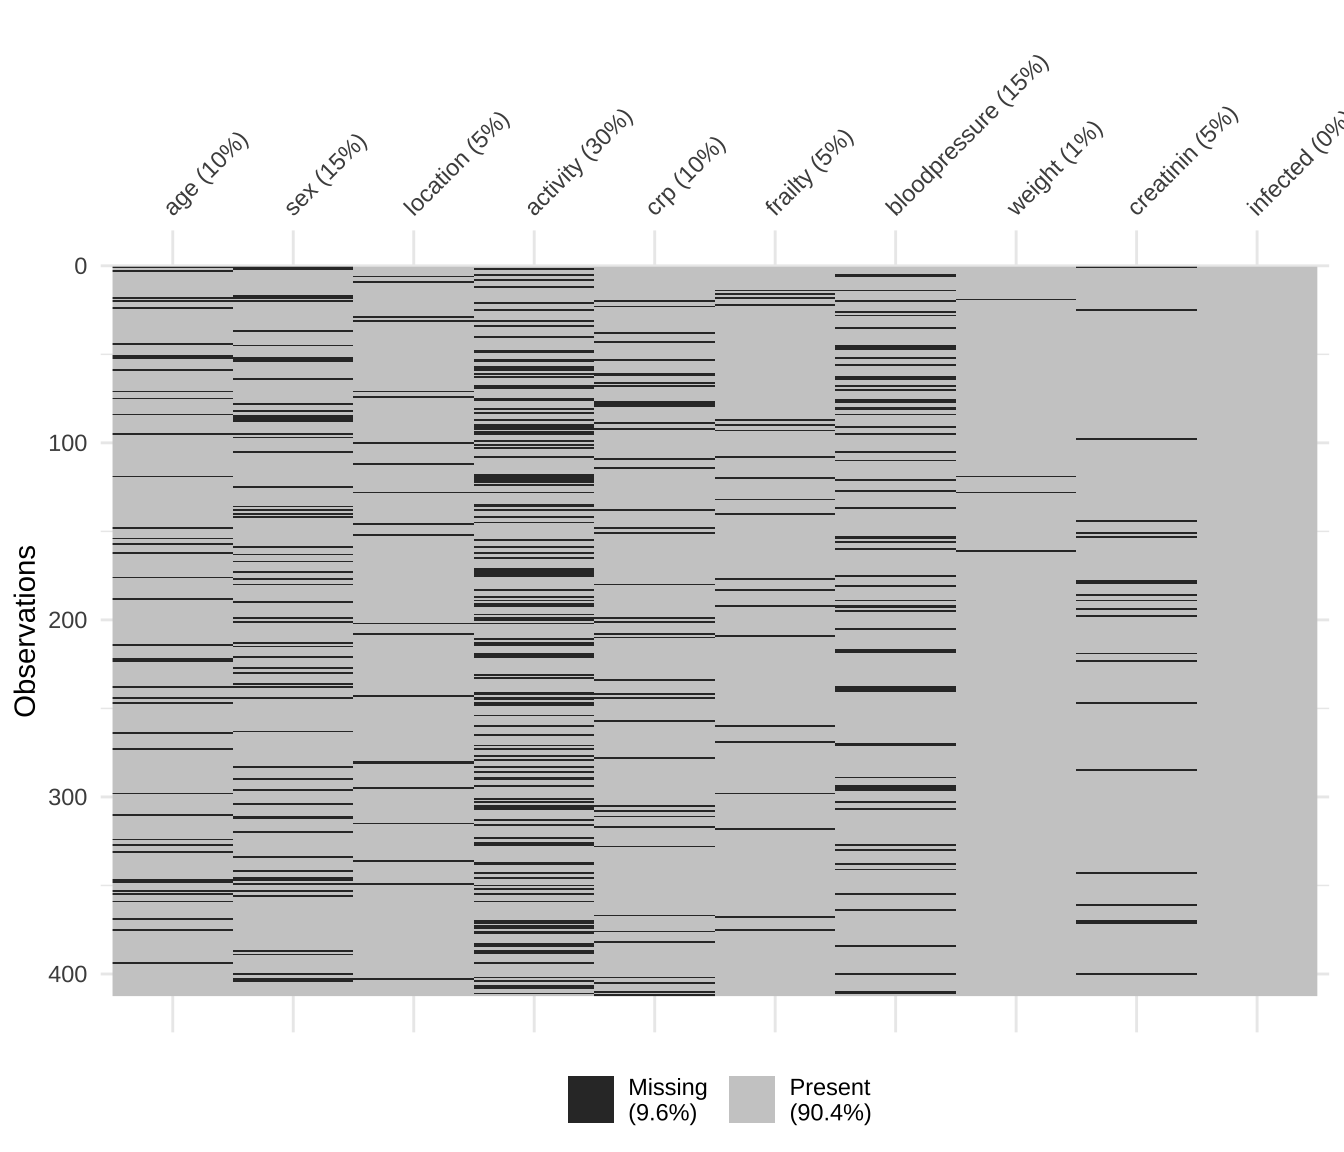 age (10%)
sex (15%)
location (5%)
activity (30%)
crp (10%)
frailty (5%)
bloodpressure (15%)
weight (1%)
creatinin (5%)
infected (0%
0
100
200
300
400
Observations
Missing
(9.6%)
Present
(90.4%)